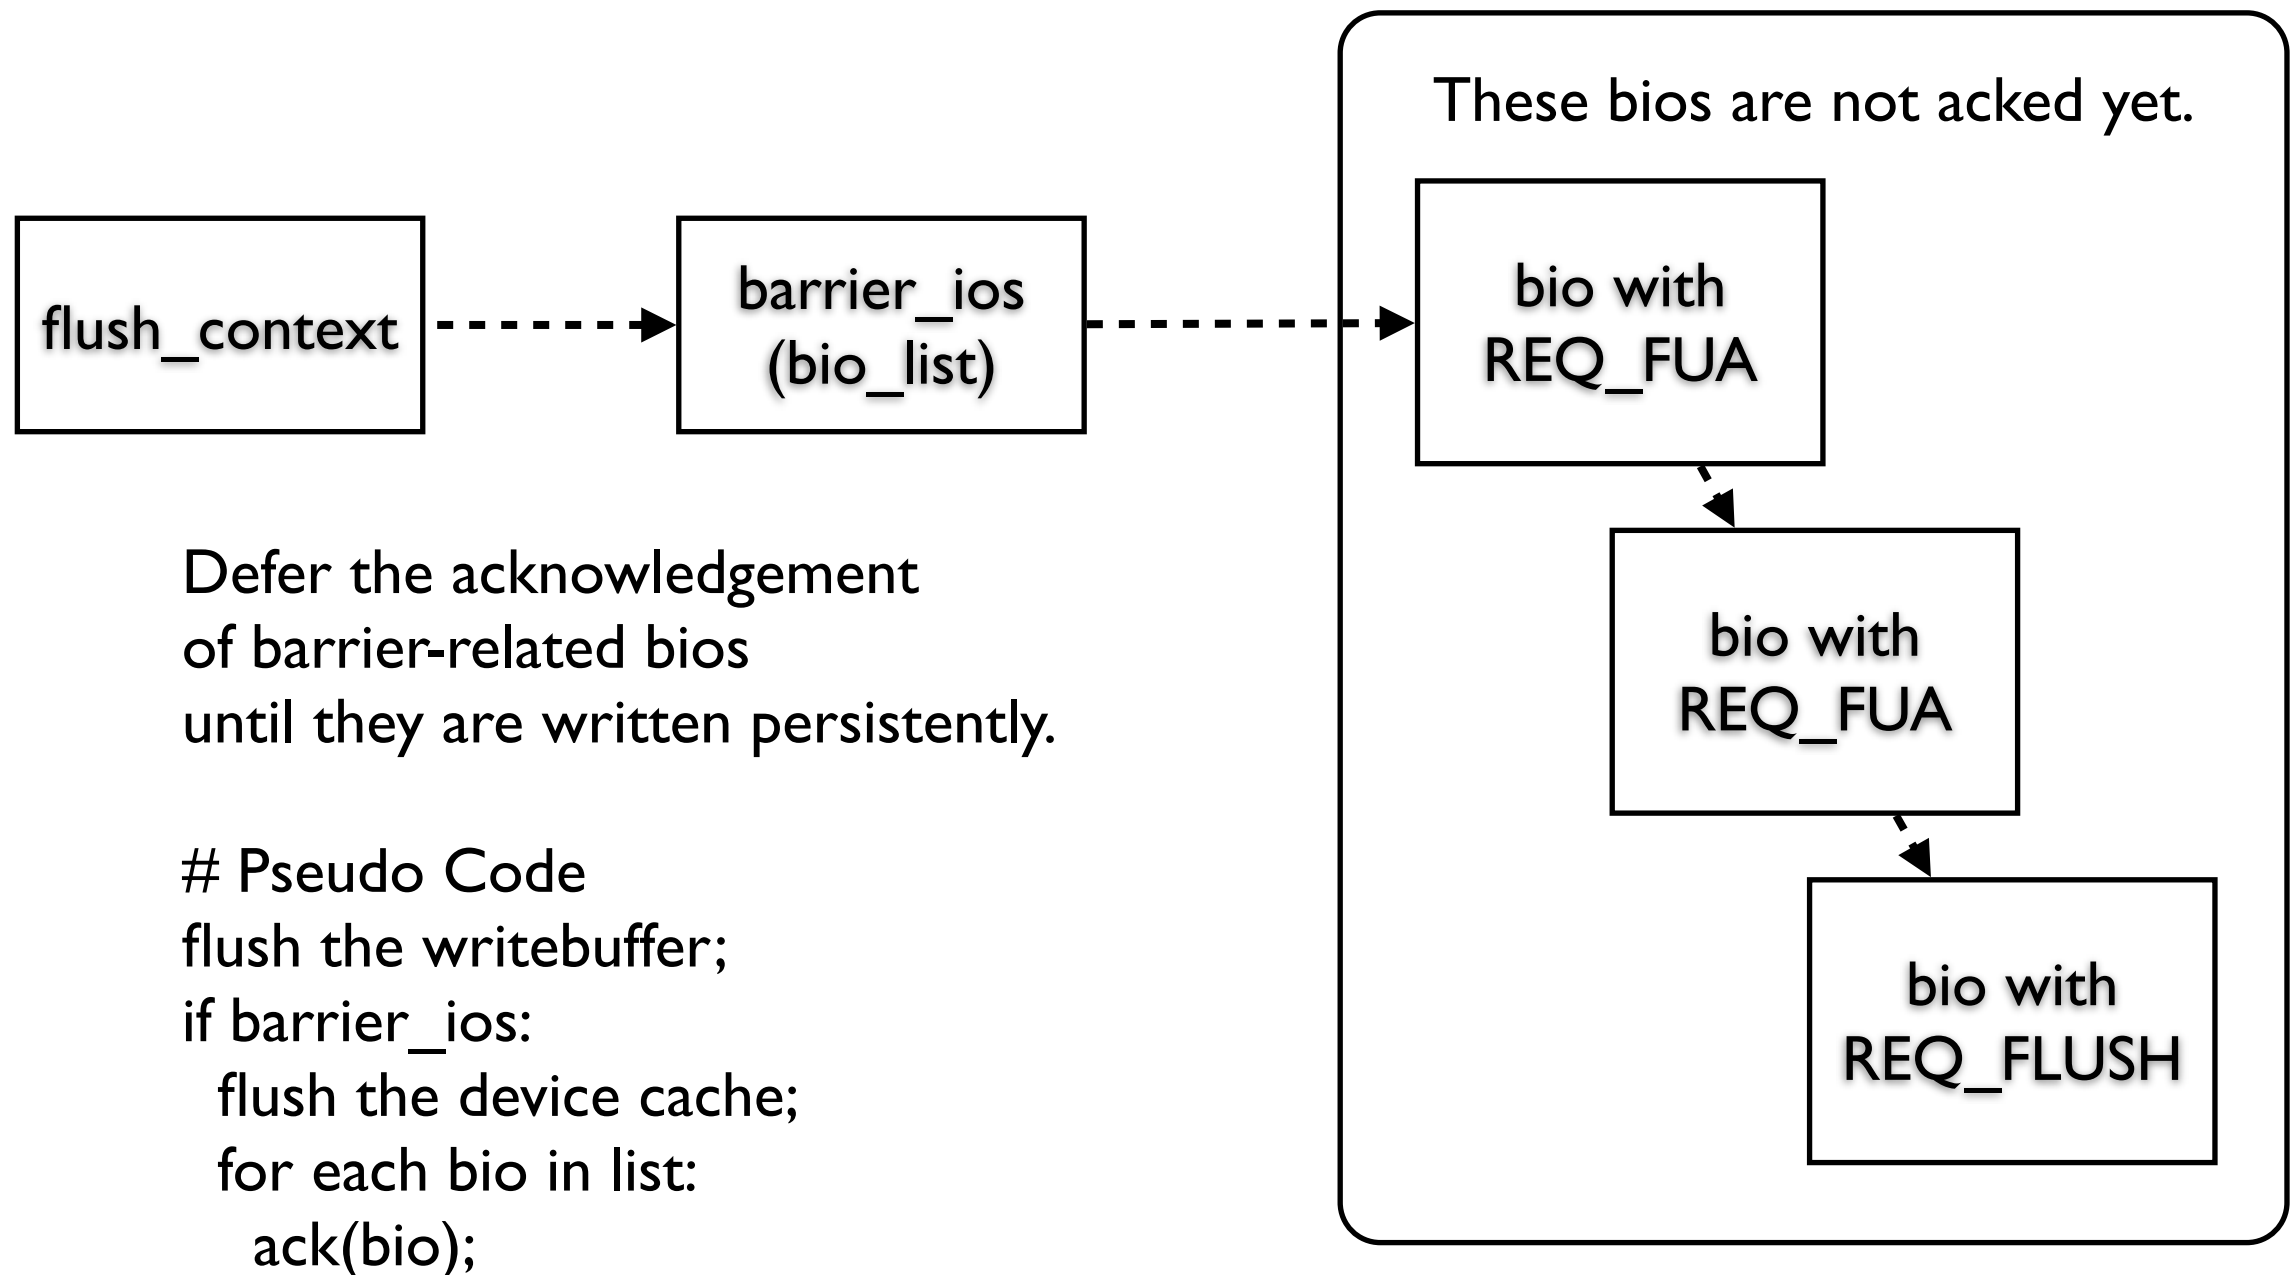 These bios are not acked yet.
flush_context
barrier_ios
(bio_list)
bio with
REQ_FUA
bio with
REQ_FUA
bio with
REQ_FLUSH
Defer the acknowledgement
of barrier-related bios
until they are written persistently.
# Pseudo Code
flush the writebuffer;
if barrier_ios:
flush the device cache;
for each bio in list:
ack(bio);